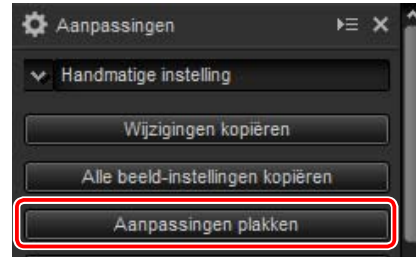 Aanpassingen
Handmatige instelling
Wijzigingen kopiëren
Alle beeld-instellingen kopiëren
Aanpassingen plakken